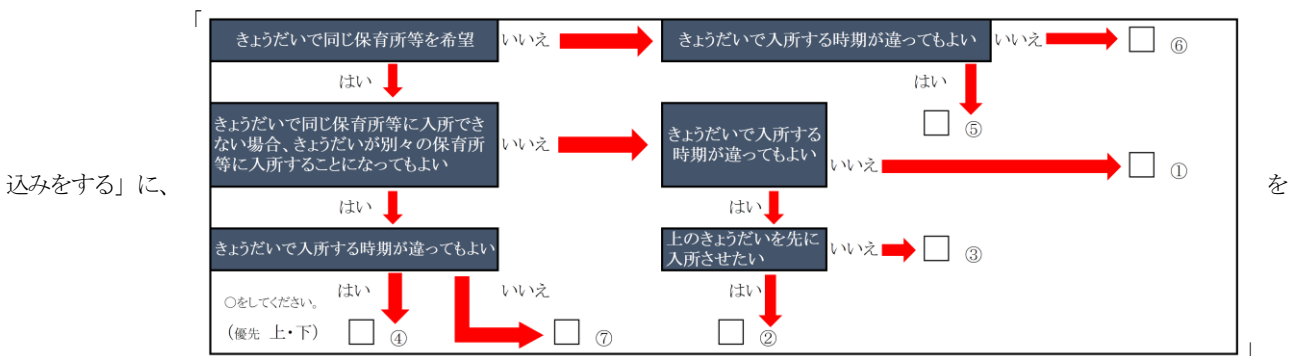 「
きょうだいで同じ保育所等を希望
いいえ
きょうだいで入所する時期が違ってもよい
いいえ
⑥
はい
はい
⑤
きょうだいで同じ保育所等に入所でき
ない場合、きょうだいが別々の保育所
等に入所することになってもよい
いいえ
きょうだいで入所する
時期が違ってもよい
いいえ
①
込みをする」に、
を
はい
はい
きょうだいで入所する時期が違ってもよい
上のきょうだいを先に
入所させたい
いいえ
③
はい
いいえ
はい
○をしてください。
(優先 上・下)
④
⑦
②
」